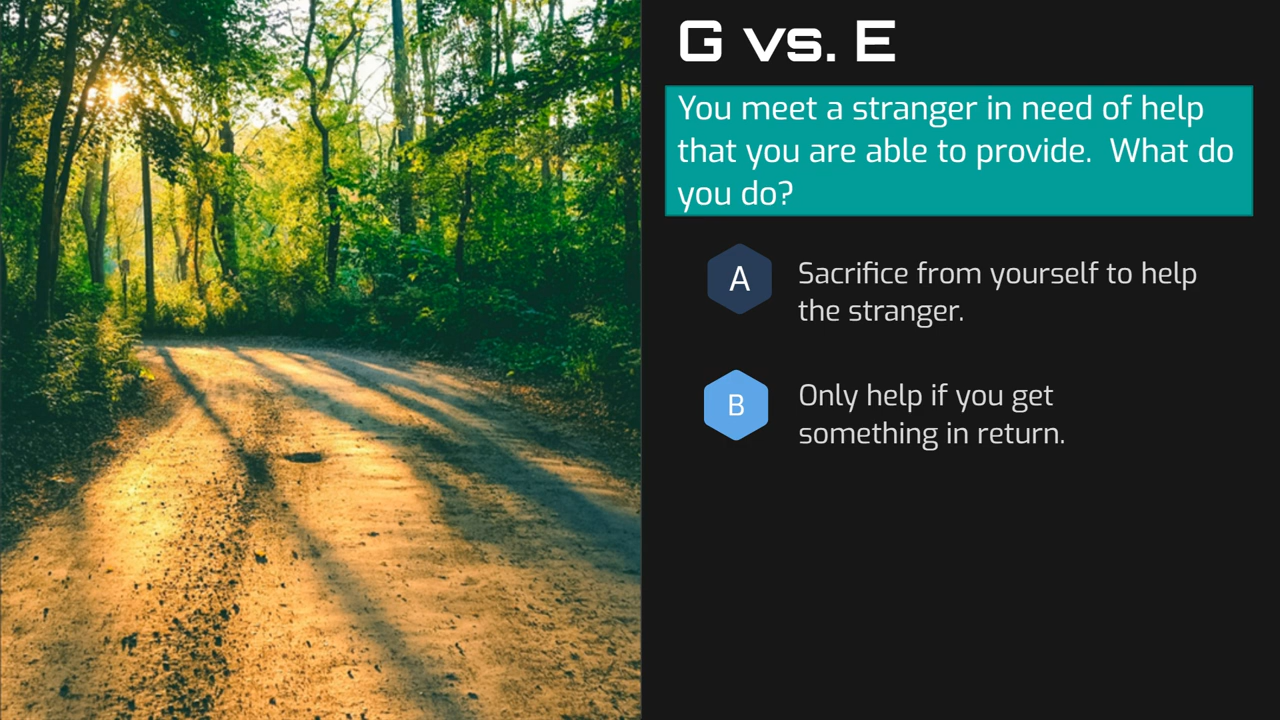 G vs. E
You meet a stranger in need of help
that you are able to provide.  What do
you do?
A
Sacrifice from yourself to help
the stranger.
B
Only help if you get
something in return.